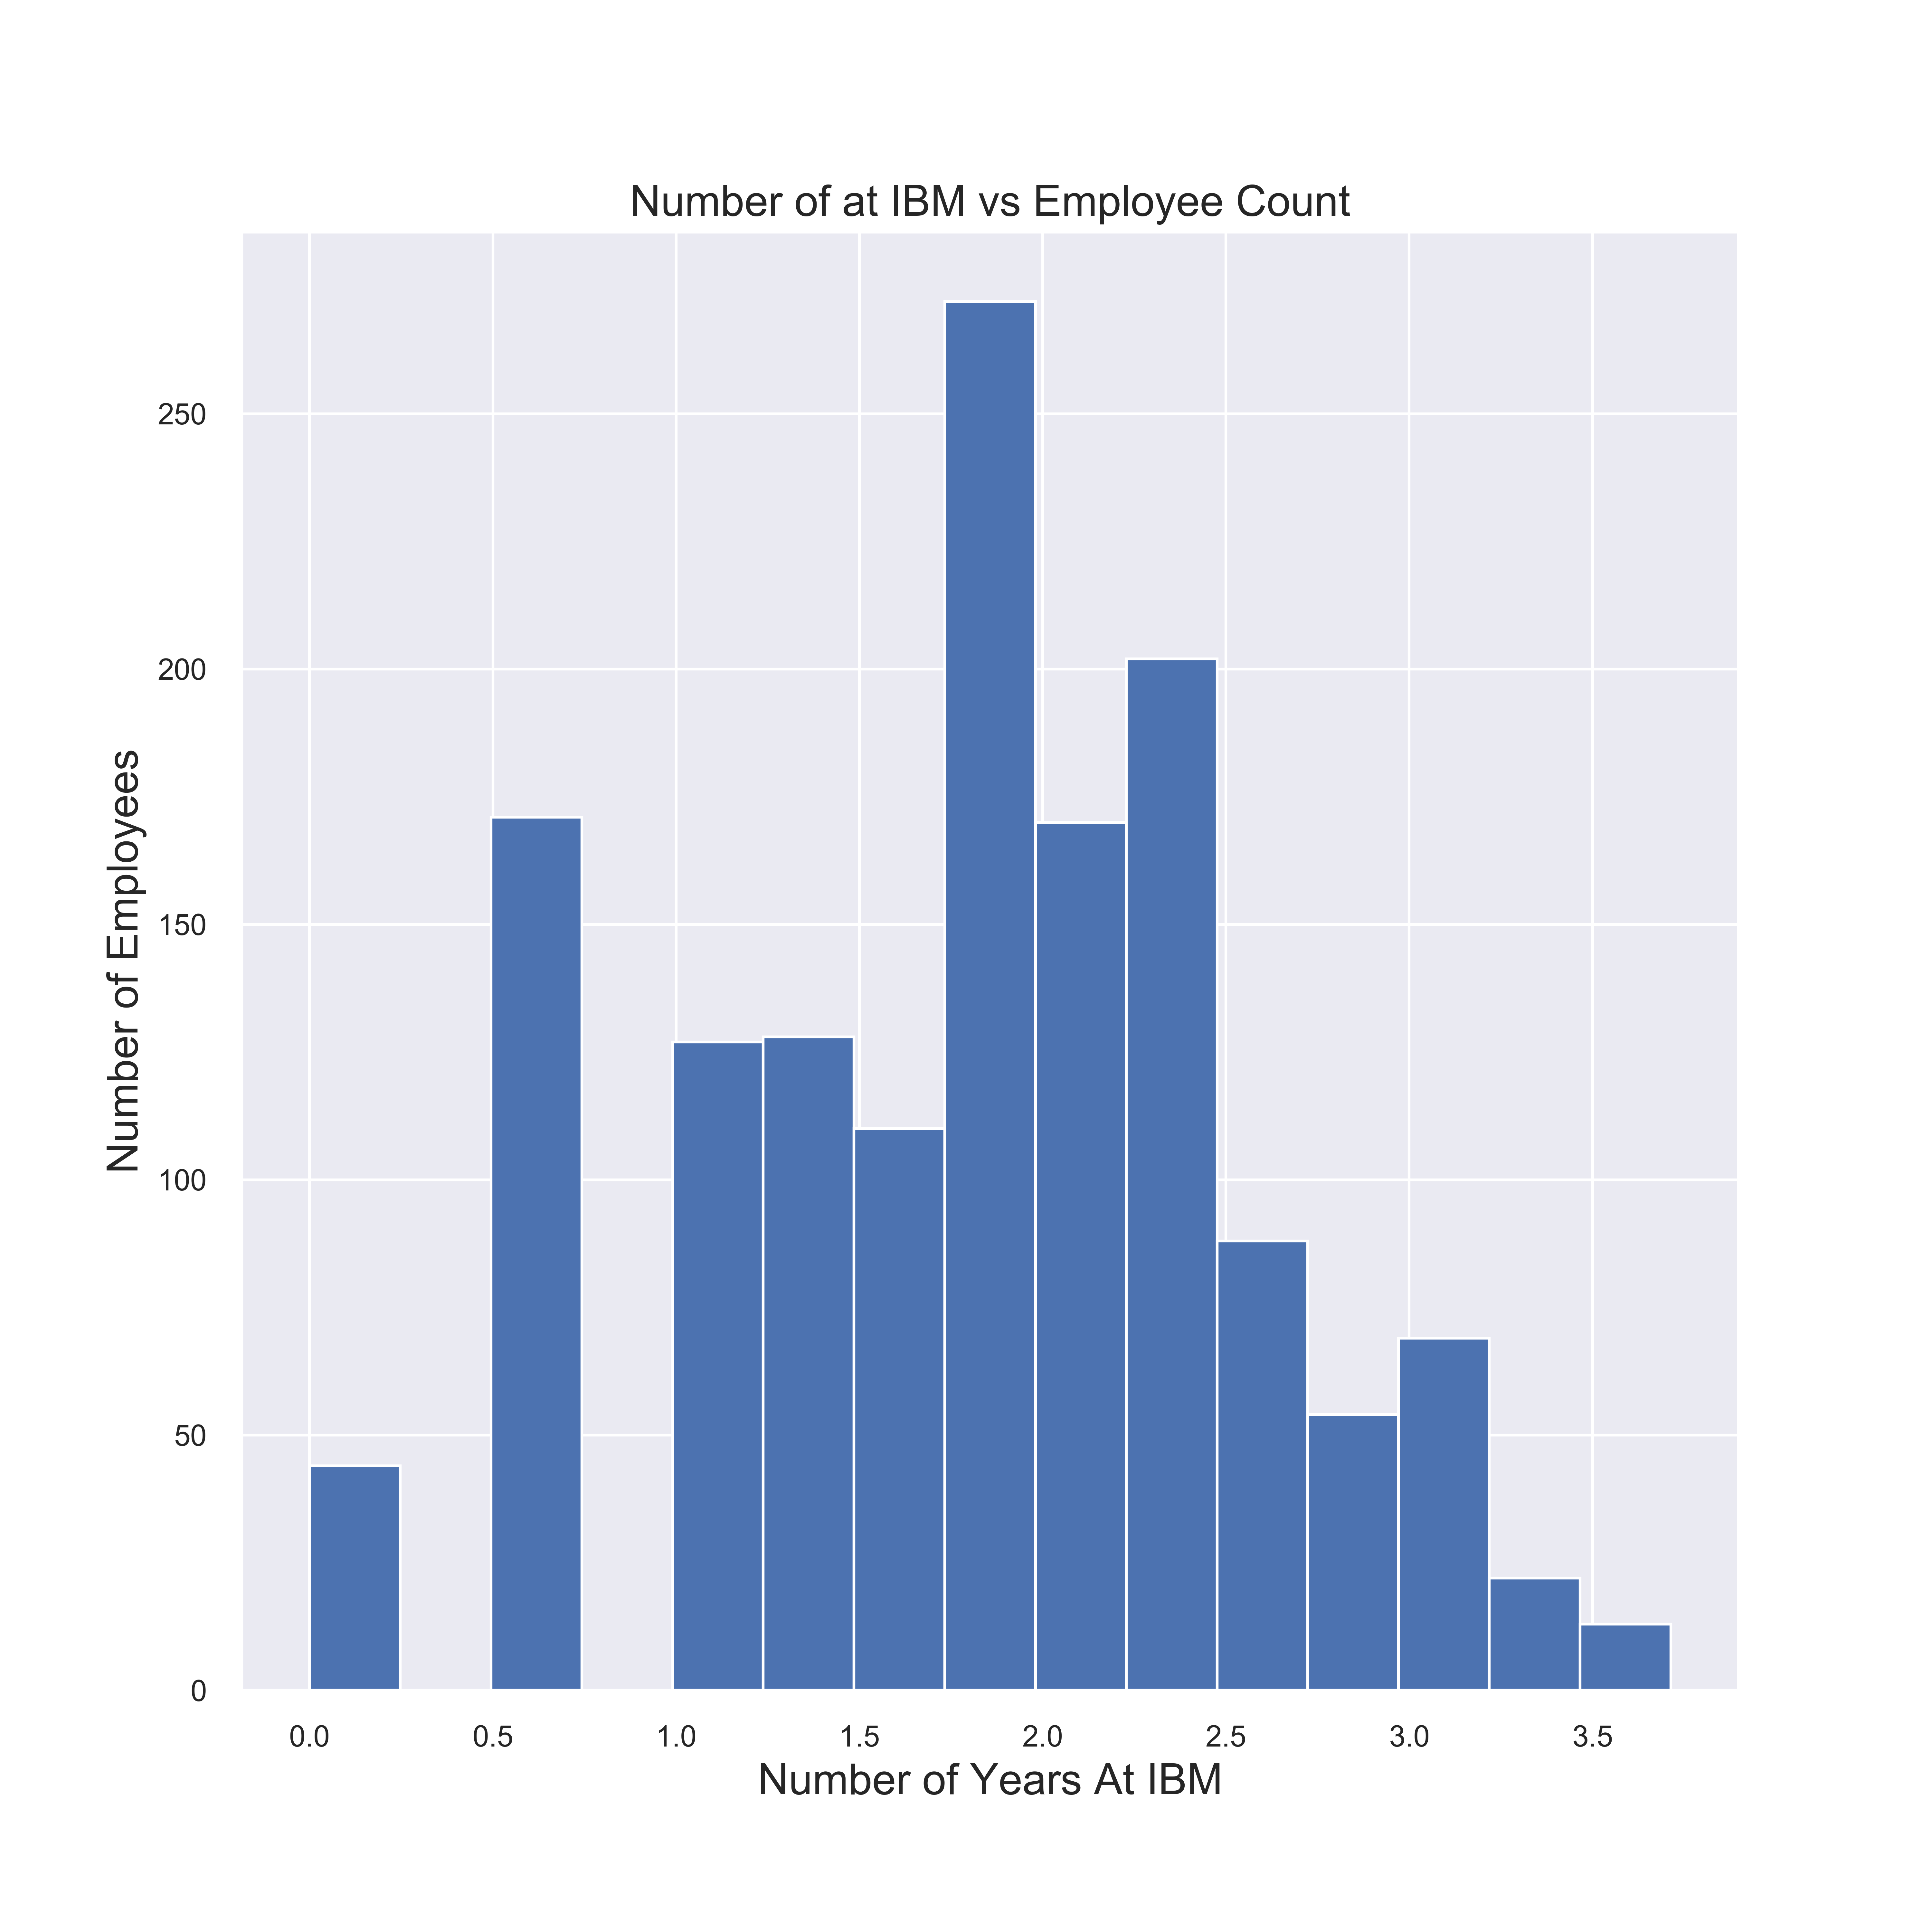 Number of at IBM vs Employee Count
Number of Employees
250
200
150
100
50
0
0.0 0.5 1.0 1.5 2.0 2.5 3.0 3.5
Number of Years At IBM